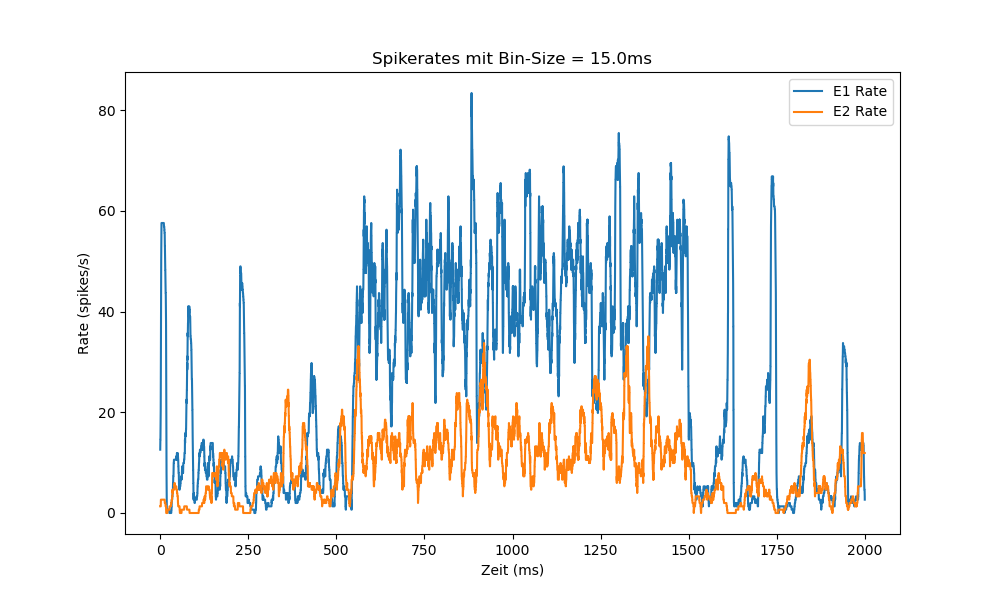 Spikerates mit Bin-Size = 15.0ms
E1 Rate
E2 Rate
Rate (spikes/s)
80
60
40
20
0
0 250 500 750 1000 1250 1500 1750 2000
Zeit (ms)